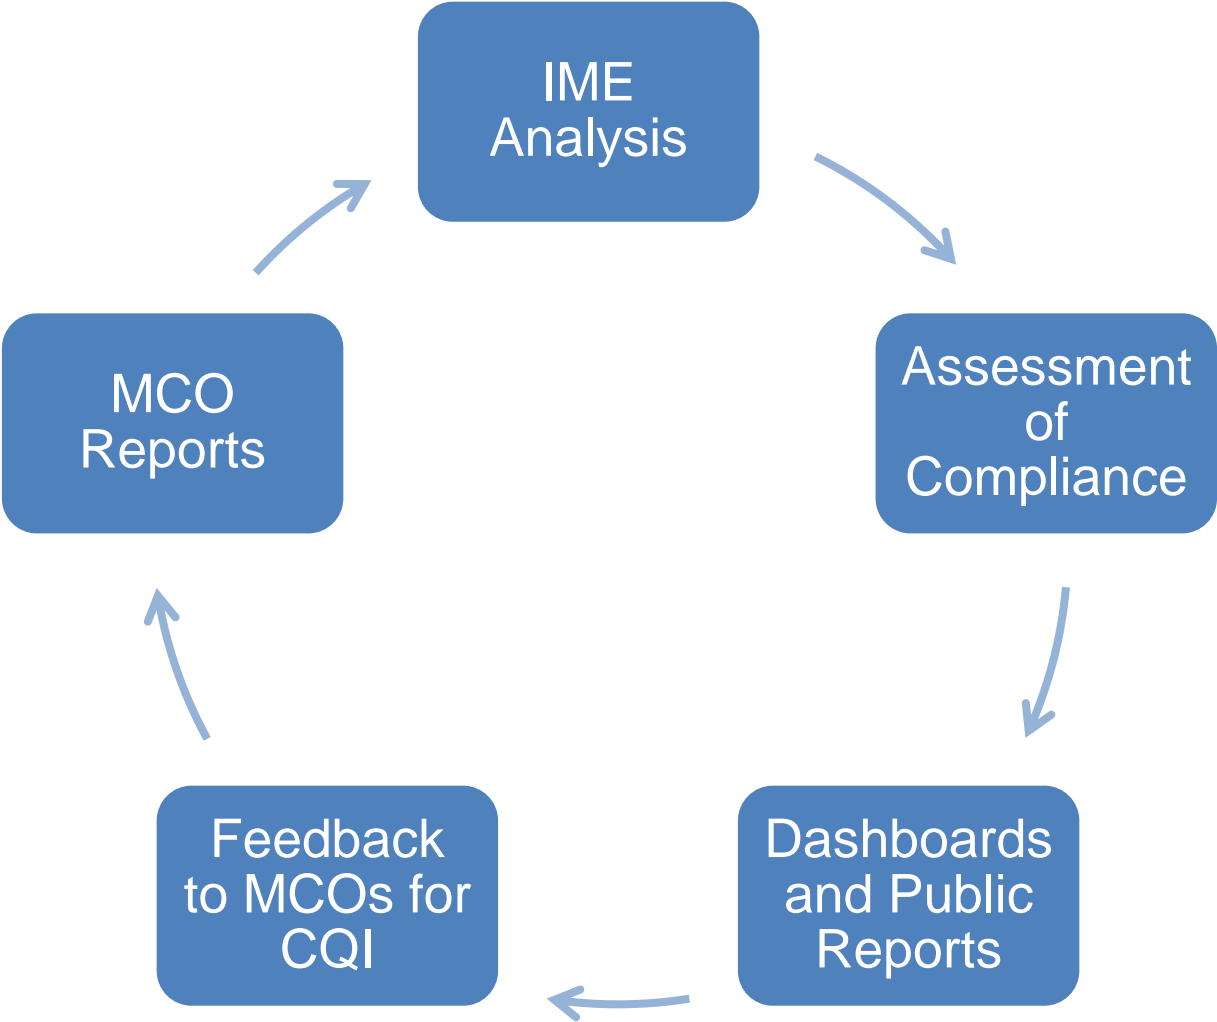 IME
Analysis
Assessment
of
Compliance
Dashboards
and Public
Reports
Feedback
to MCOs for
CQI
MCO
Reports